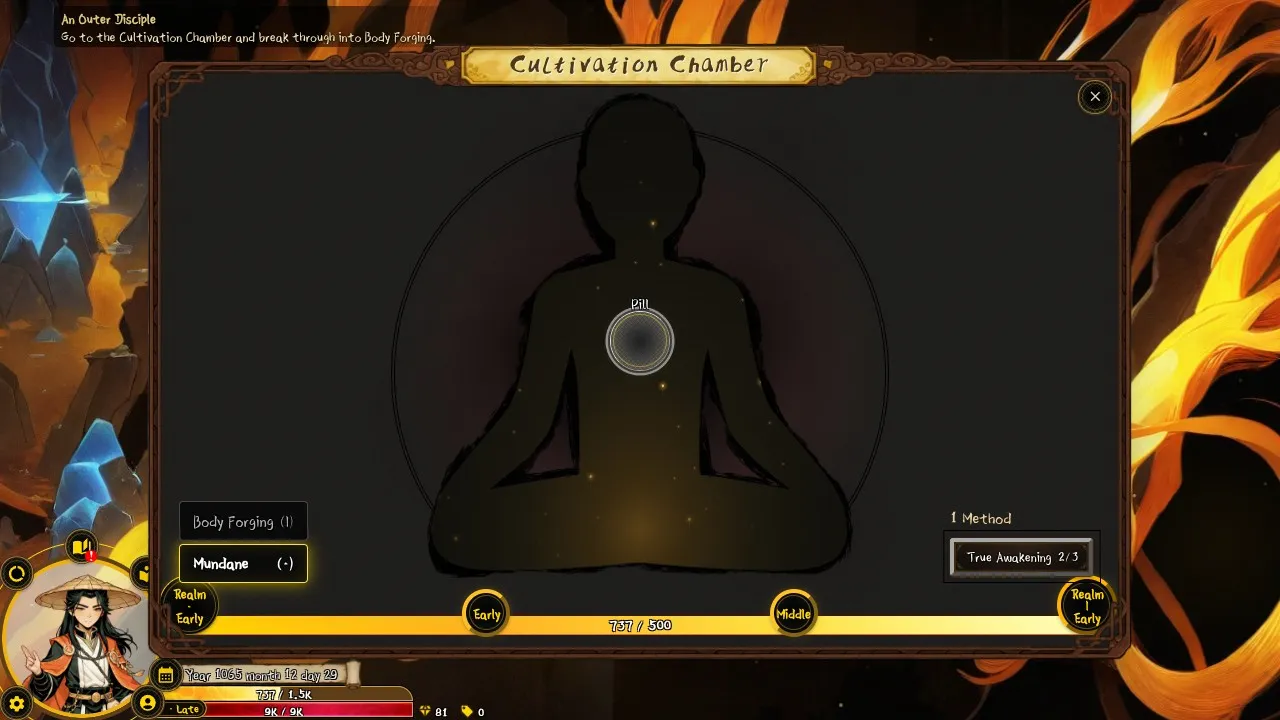 An Outer Disciple
Go to the Cultivation Chamber and break through into Body Forging.
Cultivation Chamber
Pill
Body Forging (1)
Mundane (-)
1 Method
True Awakening 2/3
Realm
-
Early
Early
Middle
Realm
1
Early
737 / 500
Year 1065 month 12 day 29
737 / 1.5K
- Late
9K / 9K
81
0